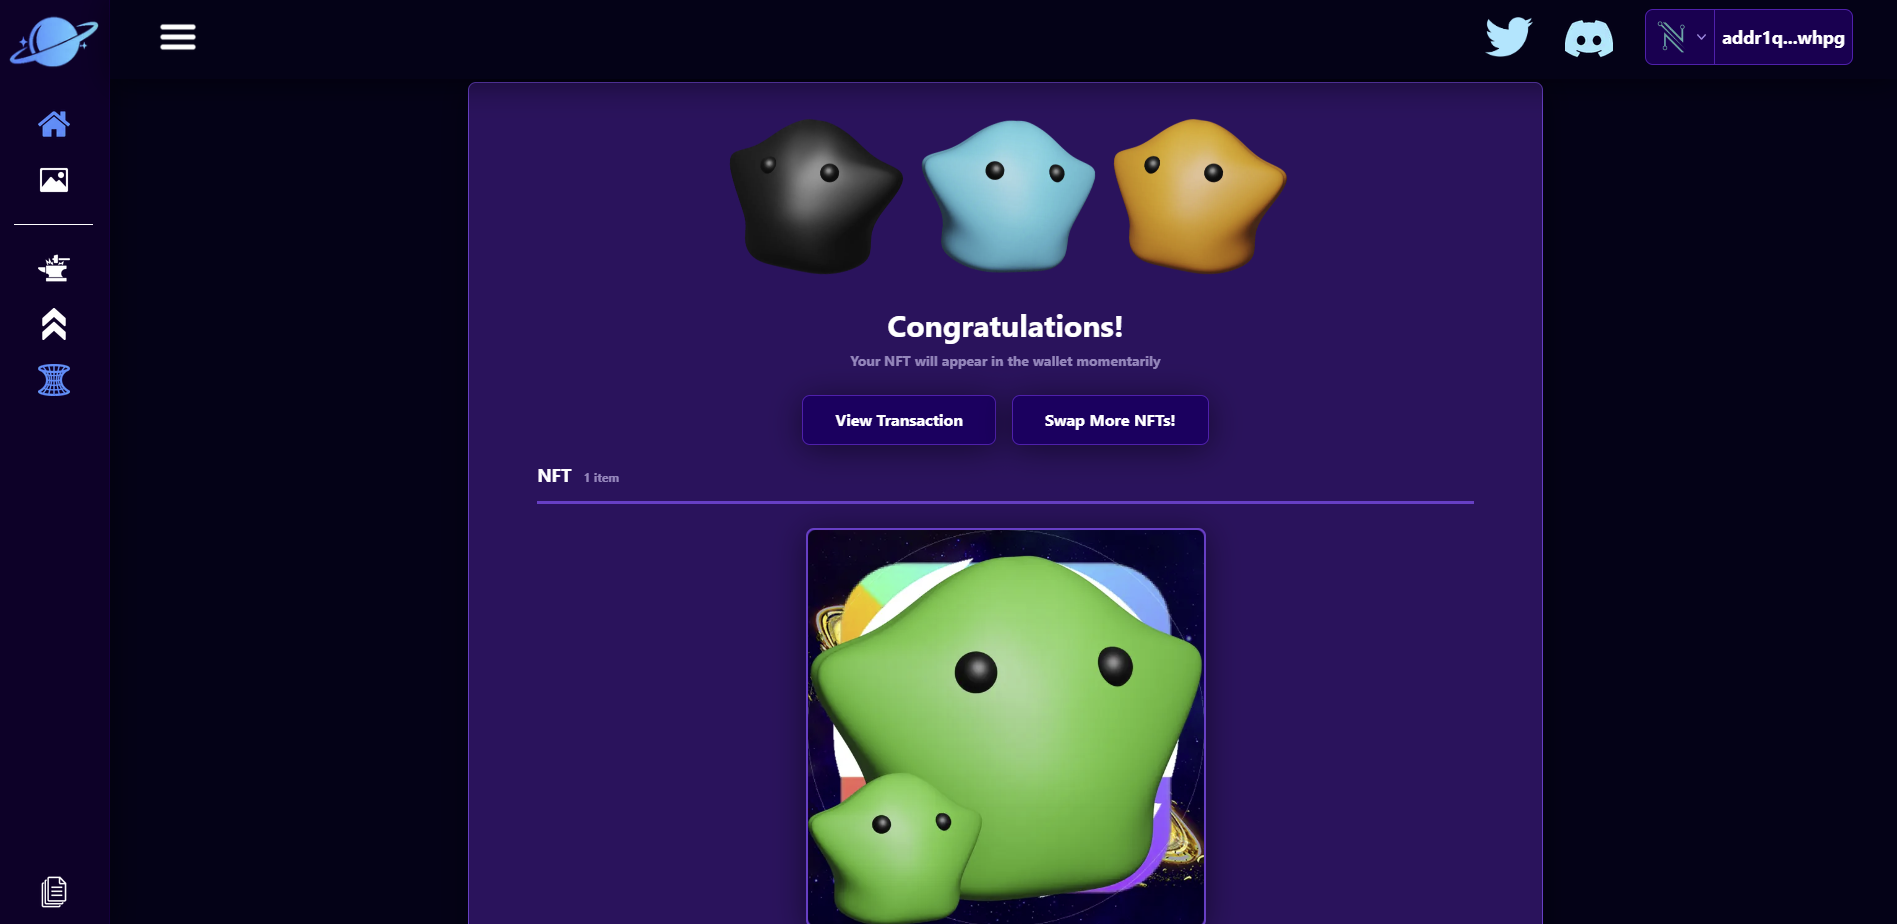 addr1q...whpg
Congratulations!
Your NFT will appear in the wallet momentarily
View Transaction
Swap More NFTs!
NFT 1 item